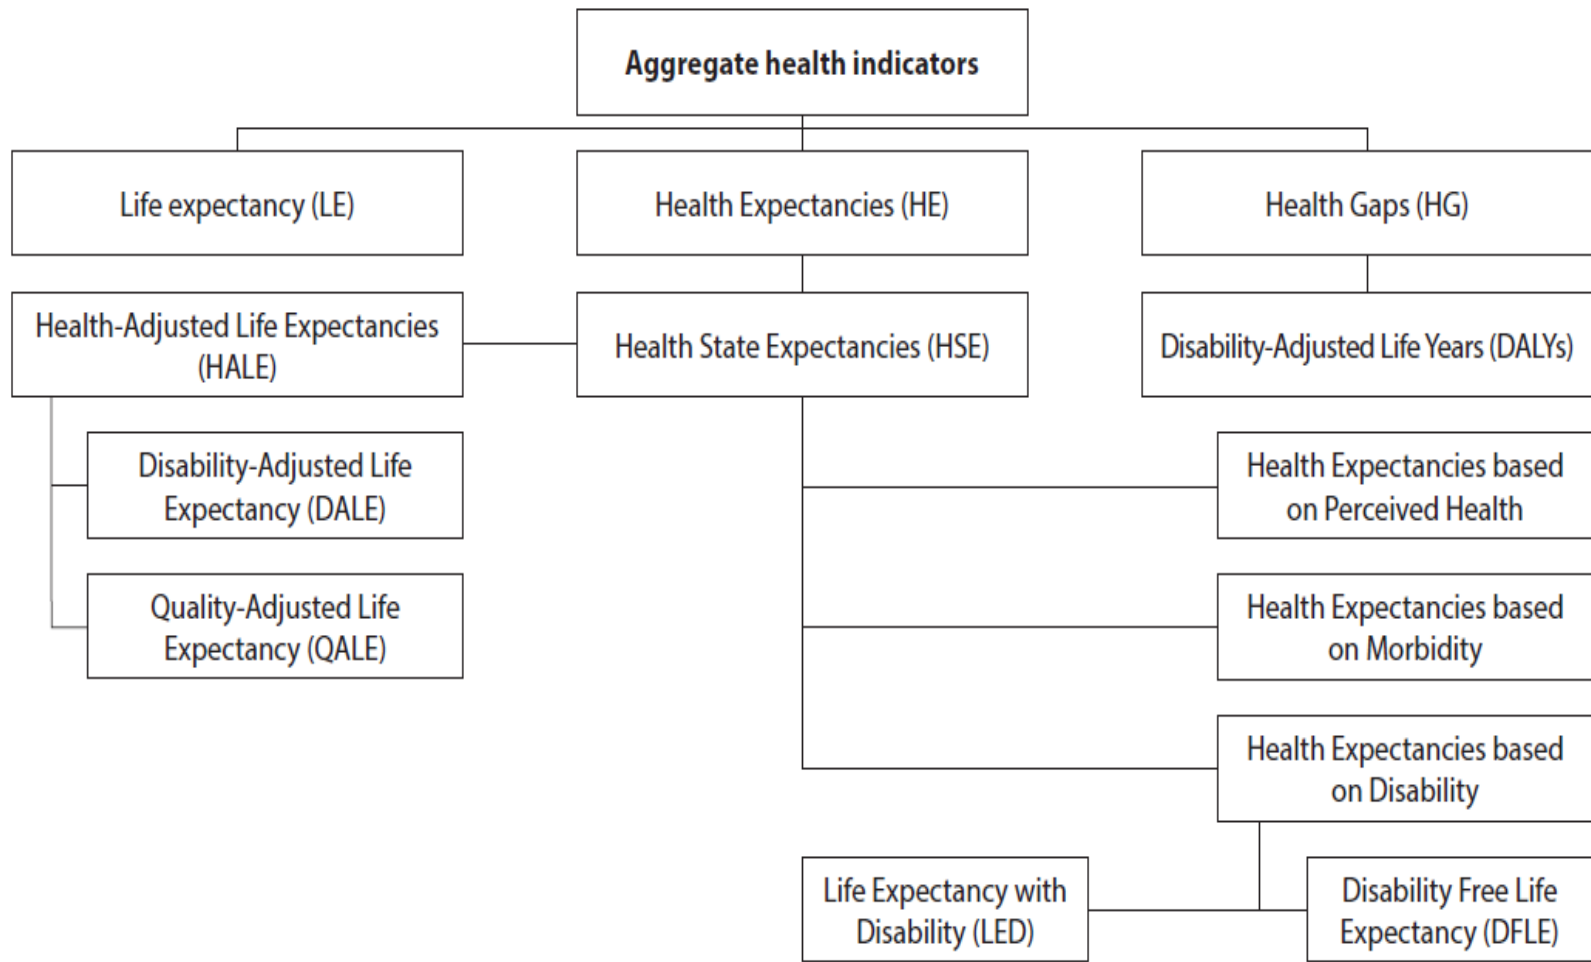 Aggregate health indicators
Life expectancy (LE)
Health Expectancies (HE)
Health Gaps (HG)
Health-Adjusted Life Expectancies
(HALE)
Health State Expectancies (HSE)
Disability-Adjusted Life Years (DALYs)
Disability-Adjusted Life
Expectancy (DALE)
Health Expectancies based
on Perceived Health
Quality-Adjusted Life
Expectancy (QALE)
Health Expectancies based
on Morbidity
Health Expectancies based
on Disability
Life Expectancy with
Disability (LED)
Disability Free Life
Expectancy (DFLE)